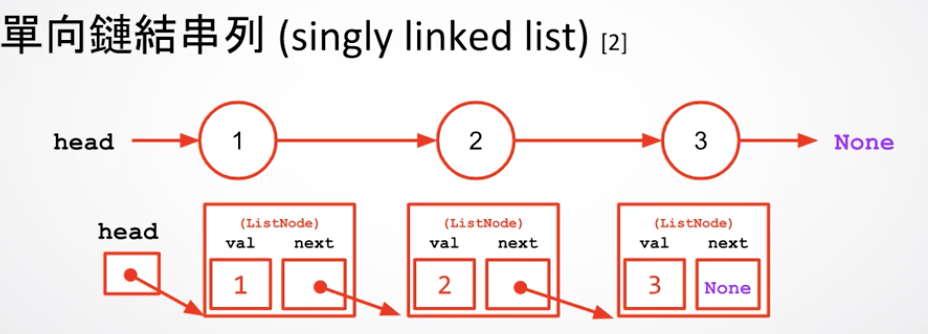 單向鏈結串列 (singly linked list) [2]
head 1 2 3 None
head
(ListNode) (ListNode) (ListNode)
val next val next val next
1 2 3 None